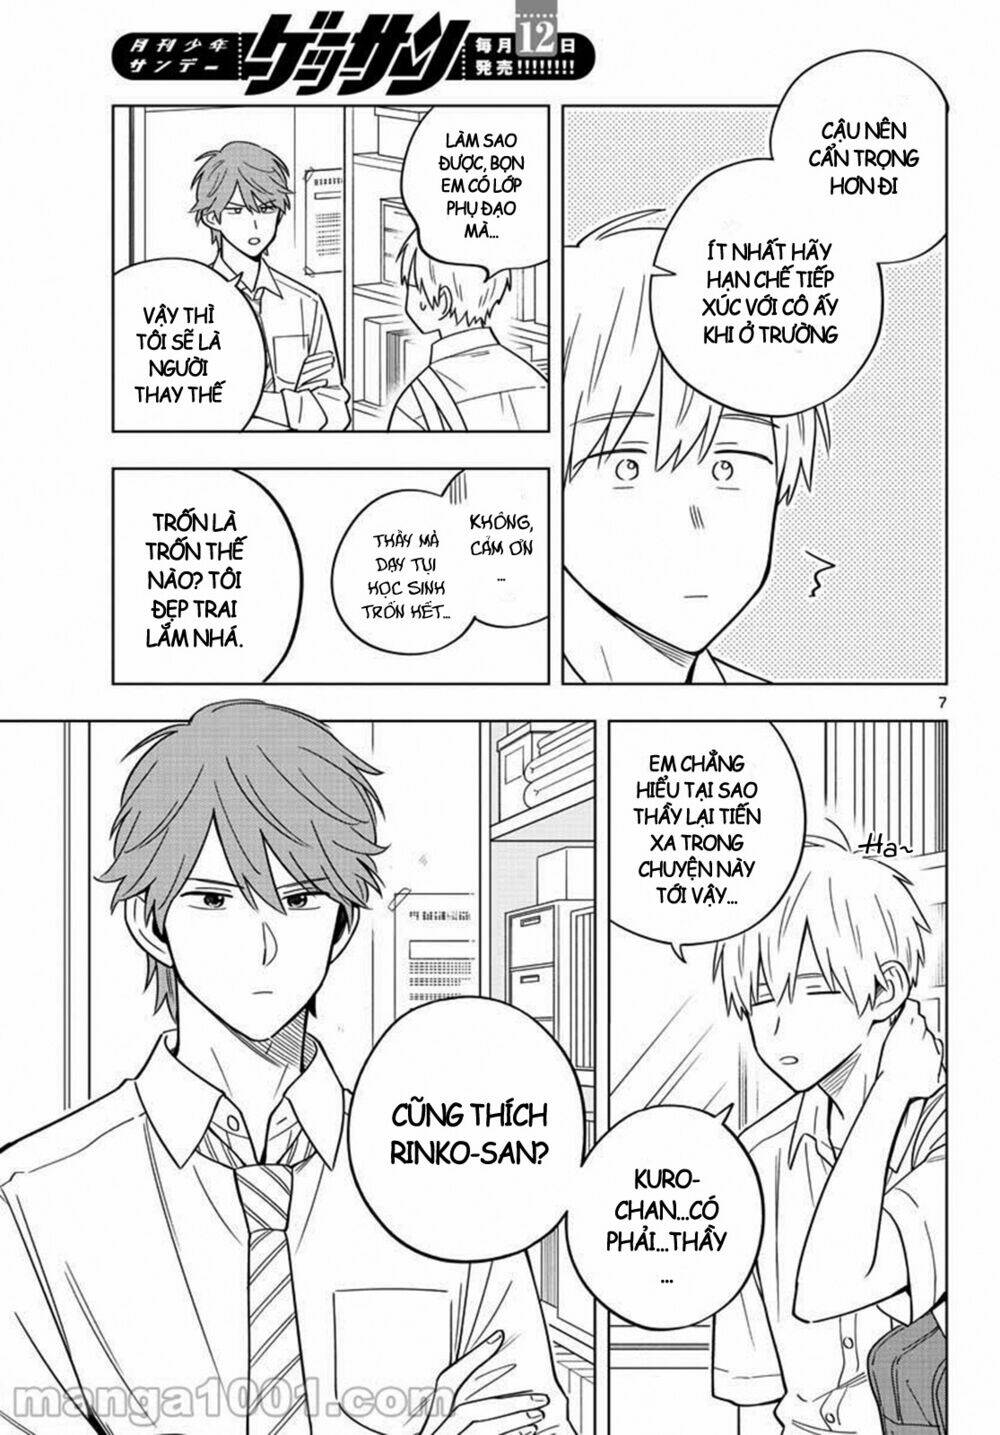 月刊少年
サンデー
ゲッサン
毎月12日
発売!!!!!!!!
CẬU NÊN
CẨN TRỌNG
HƠN ĐI
ÍT NHẤT HÃY
HẠN CHẾ TIẾP
XÚC VỚI CÔ ẤY
KHI Ở TRƯỜNG
LÀM SAO
ĐƯỢC, BỌN
EM CÓ LỚP
PHỤ ĐẠO
MÀ...
VẬY THÌ
TÔI SẼ LÀ
NGƯỜI
THAY THẾ
KHÔNG,
CẢM ƠN
...
THẦY MÀ
DẠY TỤI
HỌC SINH
TRỐN HẾT...
TRỐN LÀ
TRỐN THẾ
NÀO? TÔI
ĐẸP TRAI
LẮM NHÁ.
7
EM CHẲNG
HIỂU TẠI SAO
THẦY LẠI TIẾN
XA TRONG
CHUYỆN NÀY
TỚI VẬY...
Ha~
KURO-
CHAN...CÓ
PHẢI...THẦY
...
CŨNG THÍCH
RINKO-SAN?
manga1001.com